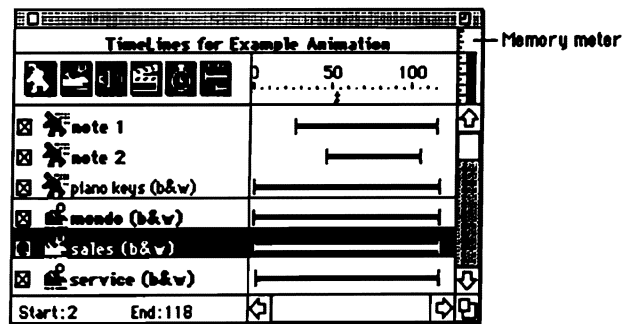 TimeLines for Example Animation
Memory meter
0 50 100
note 1
note 2
piano keys (b&w)
mondo (b&w)
sales (b&w)
service (b&w)
Start:2 End:118